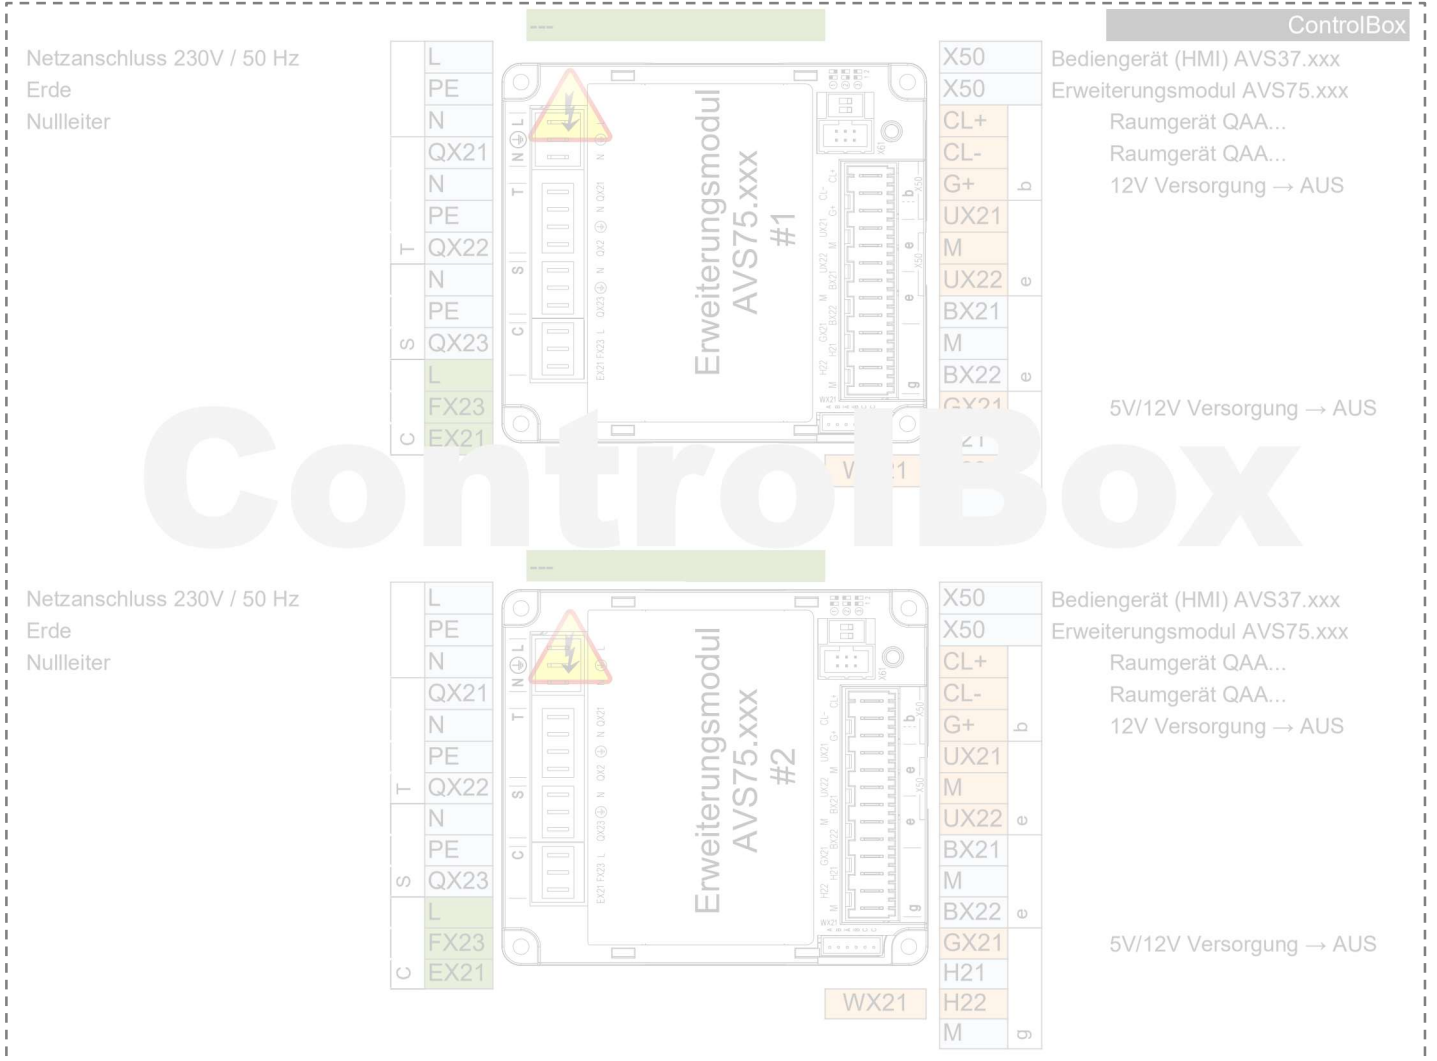 ---
ControlBox
Netzanschluss 230V / 50 Hz
Erde
Nullleiter
L
PE
N
QX21
N
PE
QX22
T
N
PE
QX23
S
L
FX23
EX21
C
Erweiterungsmodul
AVS75.xxx
#1
X50 Bediengerät (HMI) AVS37.xxx
X50 Erweiterungsmodul AVS75.xxx
CL+ Raumgerät QAA...
CL- Raumgerät QAA...
G+ b 12V Versorgung → AUS
UX21
M
UX22 e
BX21
M
BX22 e
GX21 5V/12V Versorgung → AUS
ControlBox
---
Netzanschluss 230V / 50 Hz
Erde
Nullleiter
L
PE
N
QX21
N
PE
QX22
T
N
PE
QX23
S
L
FX23
EX21
C
Erweiterungsmodul
AVS75.xxx
#2
X50 Bediengerät (HMI) AVS37.xxx
X50 Erweiterungsmodul AVS75.xxx
CL+ Raumgerät QAA...
CL- Raumgerät QAA...
G+ b 12V Versorgung → AUS
UX21
M
UX22 e
BX21
M
BX22 e
GX21 5V/12V Versorgung → AUS
H21
WX21 H22
M g